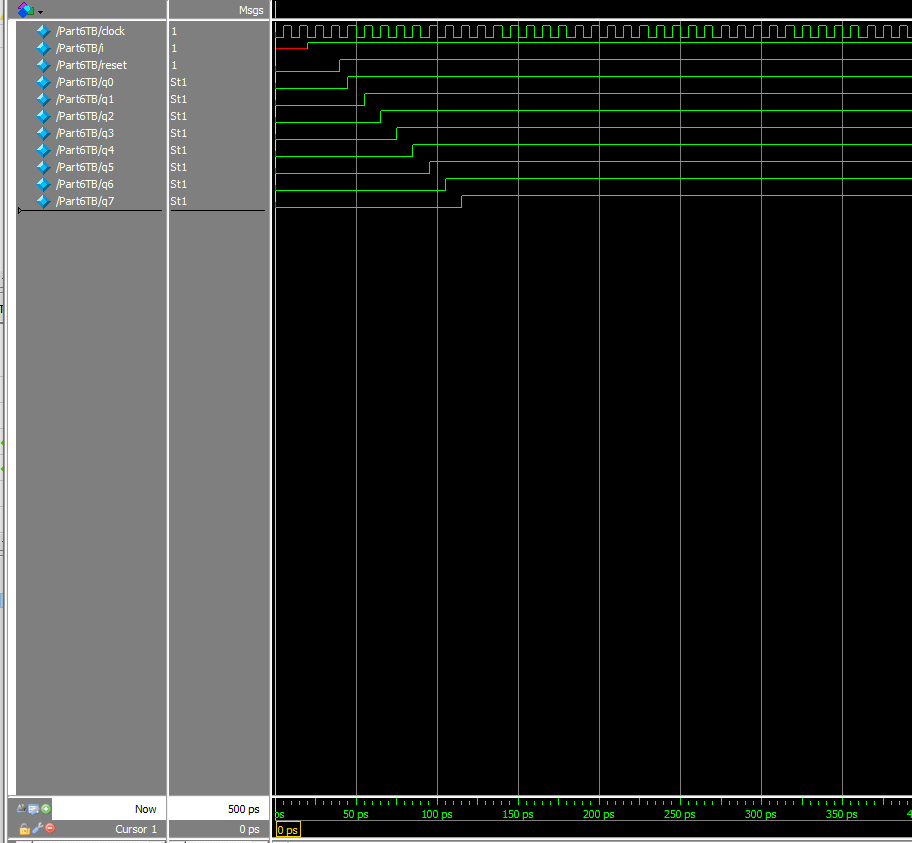 Msgs
/Part6TB/clock 1
/Part6TB/i 1
/Part6TB/reset 1
/Part6TB/q0 St1
/Part6TB/q1 St1
/Part6TB/q2 St1
/Part6TB/q3 St1
/Part6TB/q4 St1
/Part6TB/q5 St1
/Part6TB/q6 St1
/Part6TB/q7 St1
Now 500 ps ps 50 ps 100 ps 150 ps 200 ps 250 ps 300 ps 350 ps 4
Cursor 1 0 ps 0 ps